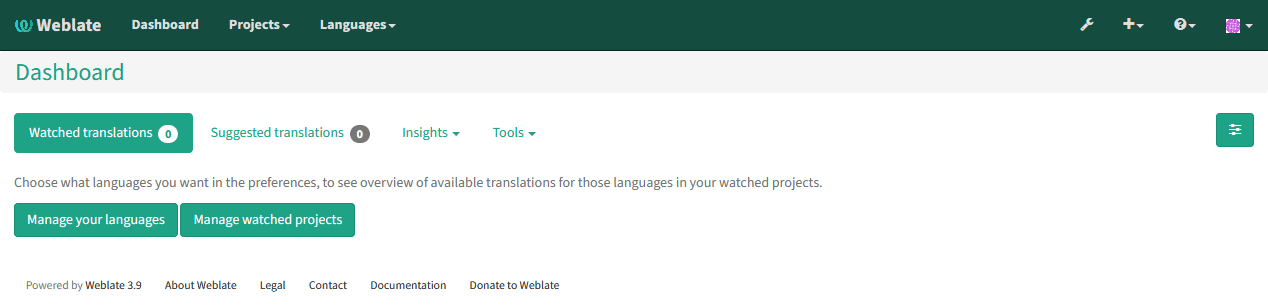 Weblate Dashboard Projects Languages
Dashboard
Watched translations 0 Suggested translations 0 Insights Tools
Choose what languages you want in the preferences, to see overview of available translations for those languages in your watched projects.
Manage your languages Manage watched projects
Powered by Weblate 3.9 About Weblate Legal Contact Documentation Donate to Weblate